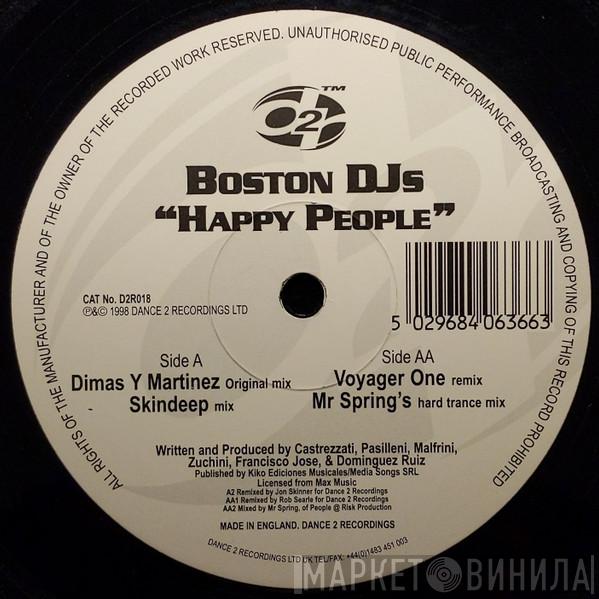 ALL RIGHTS OF THE MANUFACTURER AND OF THE OWNER OF THE RECORDED WORK RESERVED. UNAUTHORISED PUBLIC PERFORMANCE BROADCASTING AND COPYING OF THIS RECORD PROHIBITED
D2 TM
BOSTON DJS
“HAPPY PEOPLE”
CAT No. D2R018
℗&© 1998 DANCE 2 RECORDINGS LTD
5 029684 063663
Side A
Dimas Y Martinez Original mix
Skindeep mix
Side AA
Voyager One remix
Mr Spring's hard trance mix
Written and Produced by Castrezzati, Pasilleni, Malfrini,
Zuchini, Francisco Jose, & Dominguez Ruiz
Published by Kiko Ediciones Musicales/Media Songs SRL
Licensed from Max Music
A2 Remixed by Jon Skinner for Dance 2 Recordings
AA1 Remixed by Rob Searle for Dance 2 Recordings
AA2 Mixed by Mr Spring, of People @ Risk Production
MADE IN ENGLAND. DANCE 2 RECORDINGS
DANCE 2 RECORDINGS LTD UK TEL/FAX: +44(0)1483 451 003
МАРКЕТ ВИНИЛА